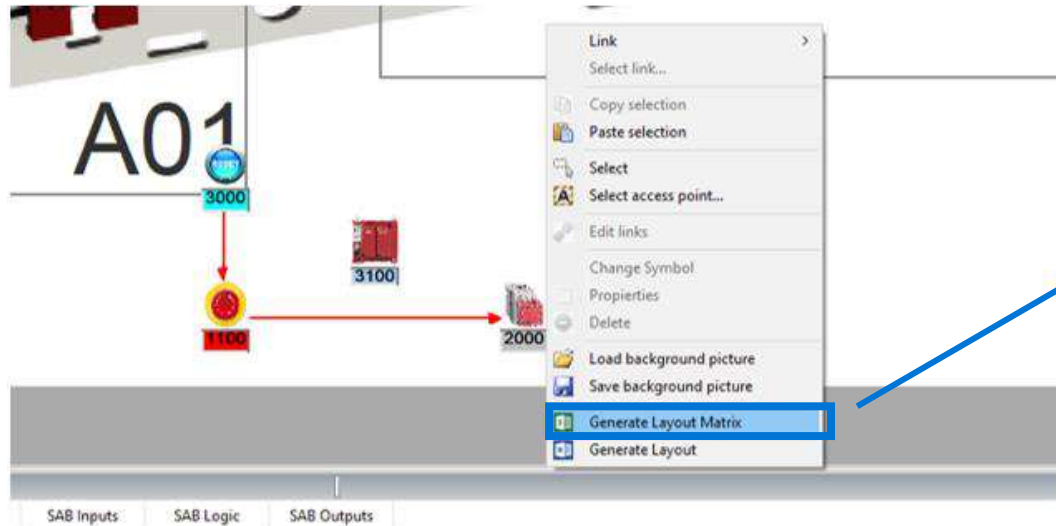 A01
RESET
3000
3100
1100
2000
Link
Select link...
Copy selection
Paste selection
Select
A
Select access point...
Edit links
Change Symbol
Propierties
Delete
Load background picture
Save background picture
Generate Layout Matrix
Generate Layout
SAB Inputs
SAB Logic
SAB Outputs